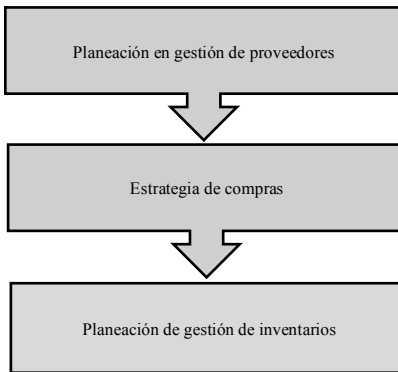 Planeación en gestión de proveedores
Estrategia de compras
Planeación de gestión de inventarios